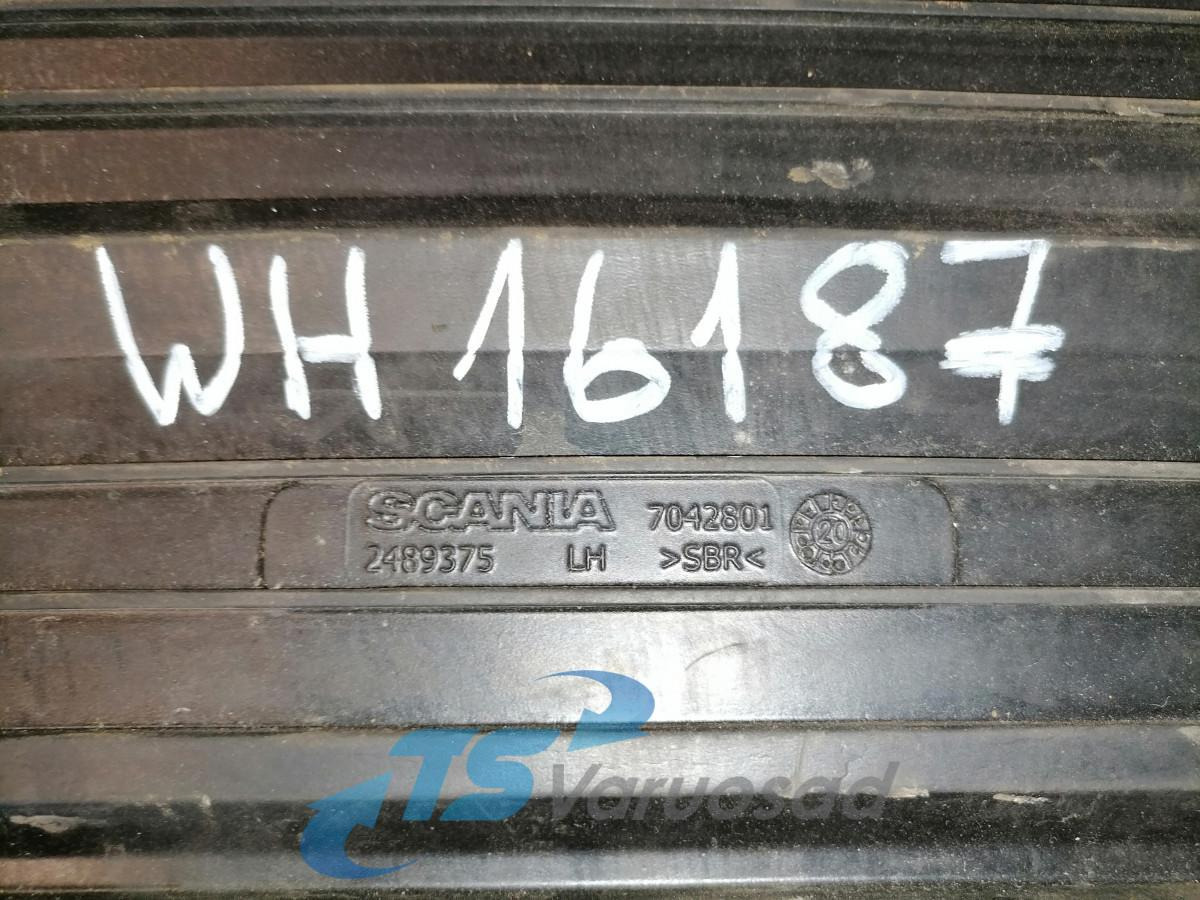 WH 16187
SCANIA 7042801 20
2489375 LH >SBR<
TS Varuosad